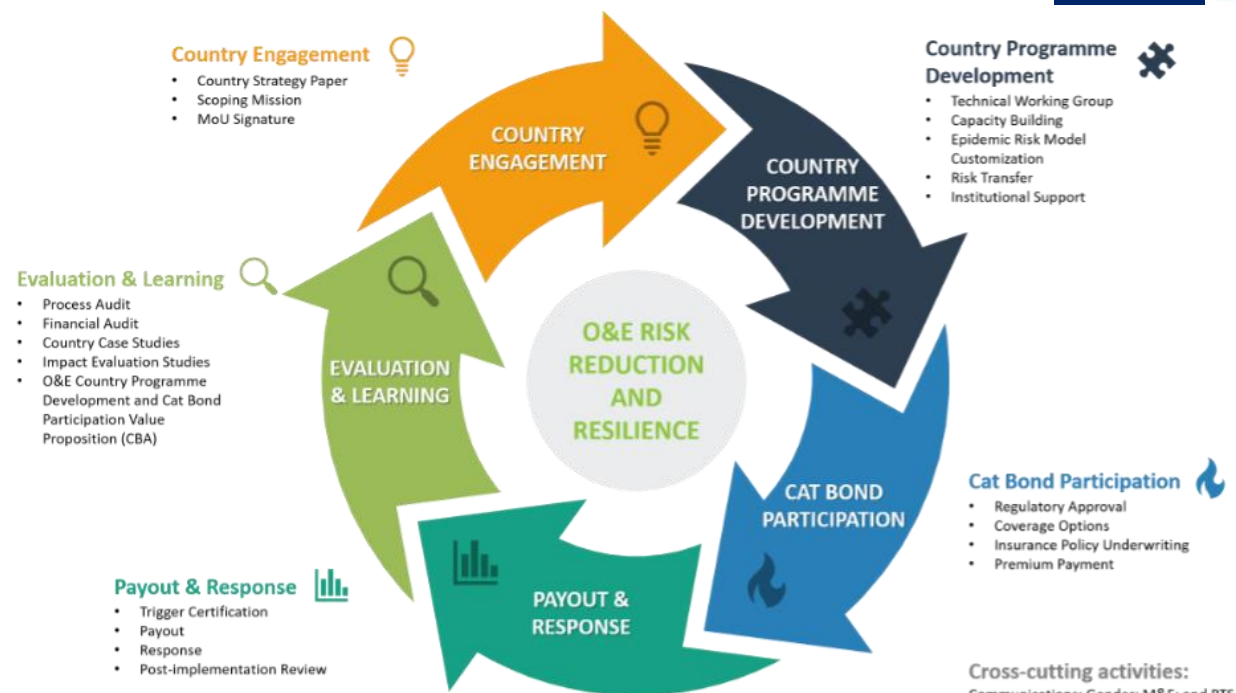 Country Engagement
• Country Strategy Paper
• Scoping Mission
• MoU Signature
Country Programme
Development
• Technical Working Group
• Capacity Building
• Epidemic Risk Model
Customization
• Risk Transfer
• Institutional Support
COUNTRY
ENGAGEMENT
COUNTRY
PROGRAMME
DEVELOPMENT
Evaluation & Learning
• Process Audit
• Financial Audit
• Country Case Studies
• Impact Evaluation Studies
• O&E Country Programme
Development and Cat Bond
Participation Value
Proposition (CBA)
EVALUATION
& LEARNING
O&E RISK
REDUCTION
AND
RESILIENCE
CAT BOND
PARTICIPATION
Cat Bond Participation
• Regulatory Approval
• Coverage Options
• Insurance Policy Underwriting
• Premium Payment
Payout & Response
• Trigger Certification
• Payout
• Response
• Post-implementation Review
PAYOUT &
RESPONSE
Cross-cutting activities:
Communications; Gender; M&E; and RTS